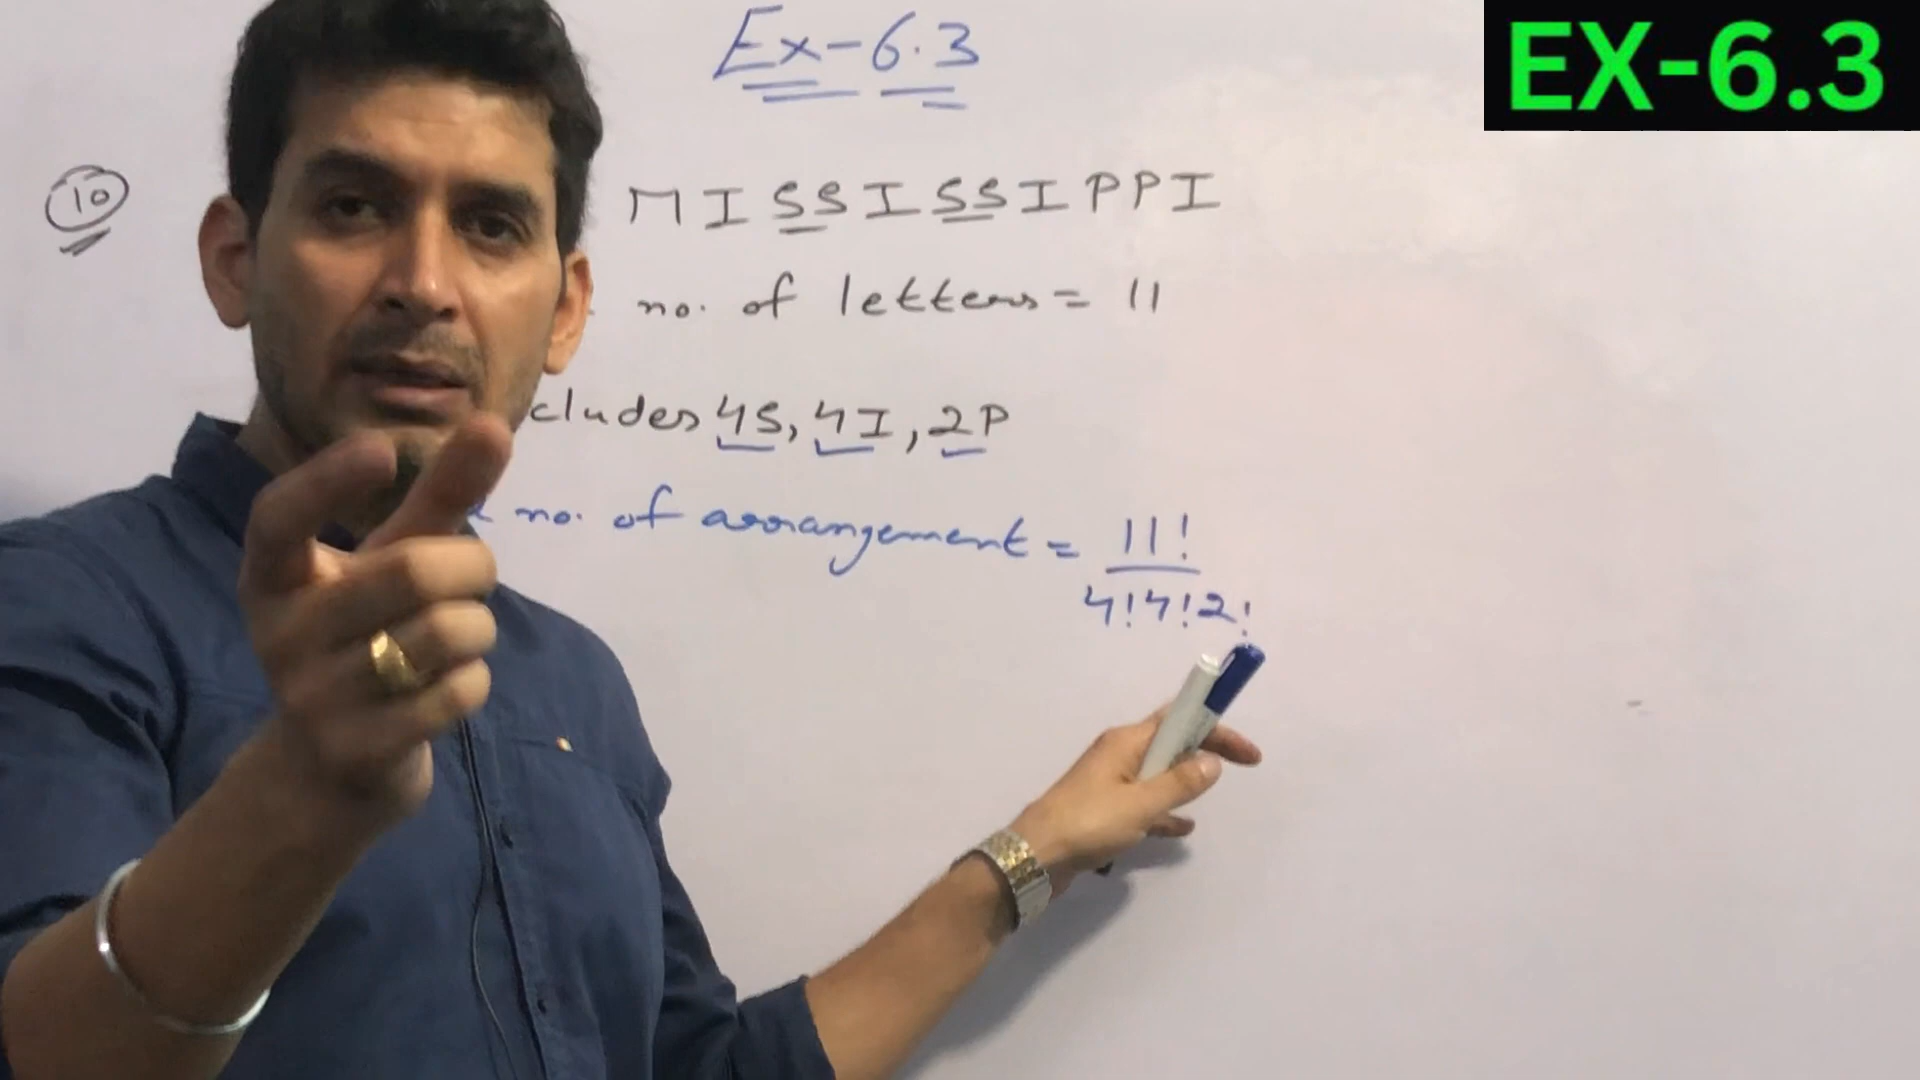 Ex-6.3
EX-6.3
10
MISSISSIPPI
no. of letters = 11
cludes 4S, 4I, 2P
no. of arrangement = 11!
4!4!2!